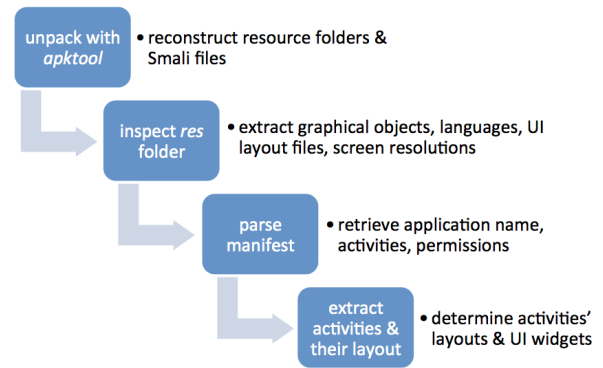 unpack with
apktool
• reconstruct resource folders &
Smali files
inspect res
folder
• extract graphical objects, languages, UI
layout files, screen resolutions
parse
manifest
• retrieve application name,
activities, permissions
extract
activities &
their layout
• determine activities’
layouts & UI widgets